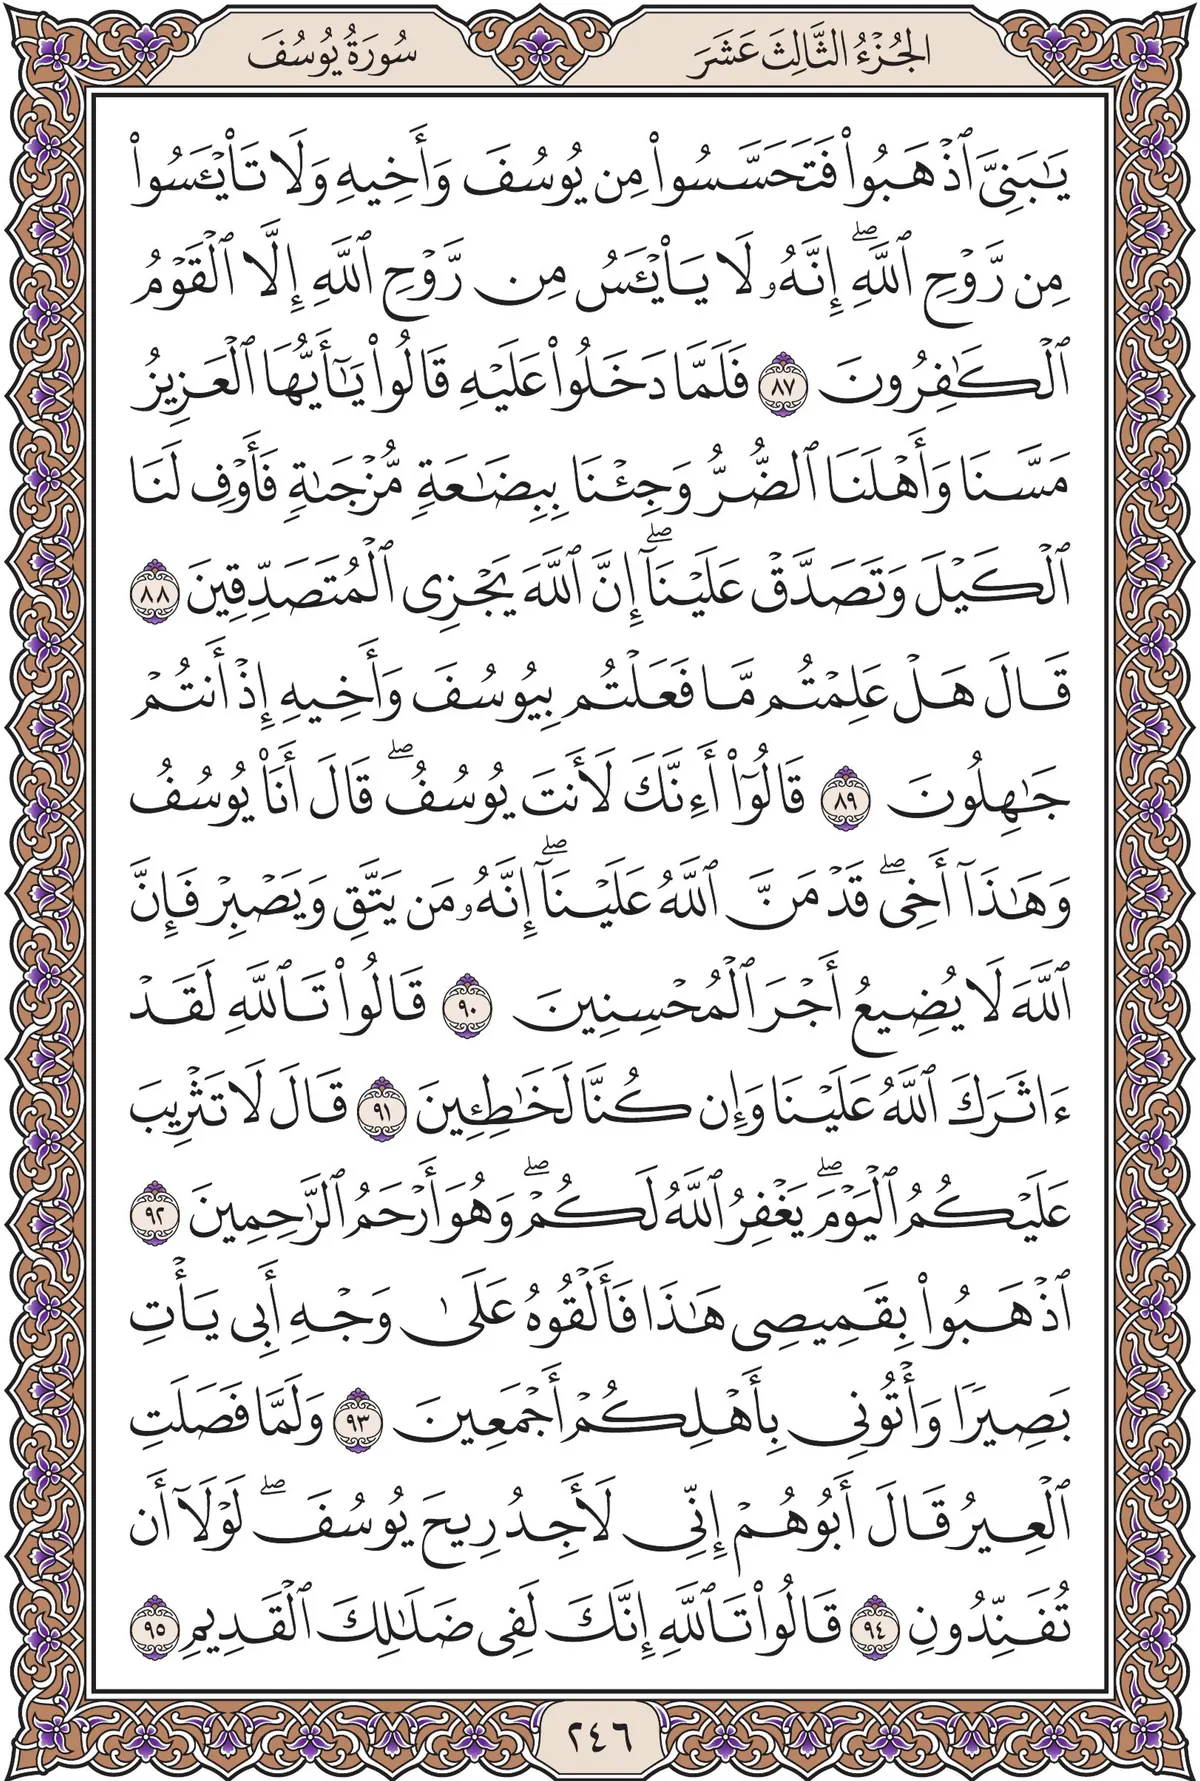 الجُزْءُ الثَّالِثَ عَشَرَ
سُورَةُ يُوسُفَ
يَٰبَنِىَّ ٱذْهَبُوا۟ فَتَحَسَّسُوا۟ مِن يُوسُفَ وَأَخِيهِ وَلَا تَا۟يْـَٔسُوا۟
مِن رَّوْحِ ٱللَّهِ ۖ إِنَّهُۥ لَا يَا۟يْـَٔسُ مِن رَّوْحِ ٱللَّهِ إِلَّا ٱلْقَوْمُ
ٱلْكَٰفِرُونَ ٨٧ فَلَمَّا دَخَلُوا۟ عَلَيْهِ قَالُوا۟ يَٰٓأَيُّهَا ٱلْعَزِيزُ
مَسَّنَا وَأَهْلَنَا ٱلضُّرُّ وَجِئْنَا بِبِضَٰعَةٍ مُّزْجَىٰةٍ فَأَوْفِ لَنَا
ٱلْكَيْلَ وَتَصَدَّقْ عَلَيْنَآ ۖ إِنَّ ٱللَّهَ يَجْزِى ٱلْمُتَصَدِّقِينَ ٨٨
قَالَ هَلْ عَلِمْتُم مَّا فَعَلْتُم بِيُوسُفَ وَأَخِيهِ إِذْ أَنتُمْ
جَٰهِلُونَ ٨٩ قَالُوٓا۟ أَءِنَّكَ لَأَنتَ يُوسُفُ ۖ قَالَ أَنَا۠ يُوسُفُ
وَهَٰذَآ أَخِى ۖ قَدْ مَنَّ ٱللَّهُ عَلَيْنَآ ۖ إِنَّهُۥ مَن يَتَّقِ وَيَصْبِرْ فَإِنَّ
ٱللَّهَ لَا يُضِيعُ أَجْرَ ٱلْمُحْسِنِينَ ٩٠ قَالُوا۟ تَٱللَّهِ لَقَدْ
ءَاثَرَكَ ٱللَّهُ عَلَيْنَا وَإِن كُنَّا لَخَٰطِـِٔينَ ٩١ قَالَ لَا تَثْرِيبَ
عَلَيْكُمُ ٱلْيَوْمَ ۖ يَغْفِرُ ٱللَّهُ لَكُمْ ۖ وَهُوَ أَرْحَمُ ٱلرَّٰحِمِينَ ٩٢
ٱذْهَبُوا۟ بِقَمِيصِى هَٰذَا فَأَلْقُوهُ عَلَىٰ وَجْهِ أَبِى يَأْتِ
بَصِيرًا وَأْتُونِى بِأَهْلِكُمْ أَجْمَعِينَ ٩٣ وَلَمَّا فَصَلَتِ
ٱلْعِيرُ قَالَ أَبُوهُمْ إِنِّى لَأَجِدُ رِيحَ يُوسُفَ ۖ لَوْلَآ أَن
تُفَنِّدُونِ ٩٤ قَالُوا۟ تَٱللَّهِ إِنَّكَ لَفِى ضَلَٰلِكَ ٱلْقَدِيمِ ٩٥
٢٤٦